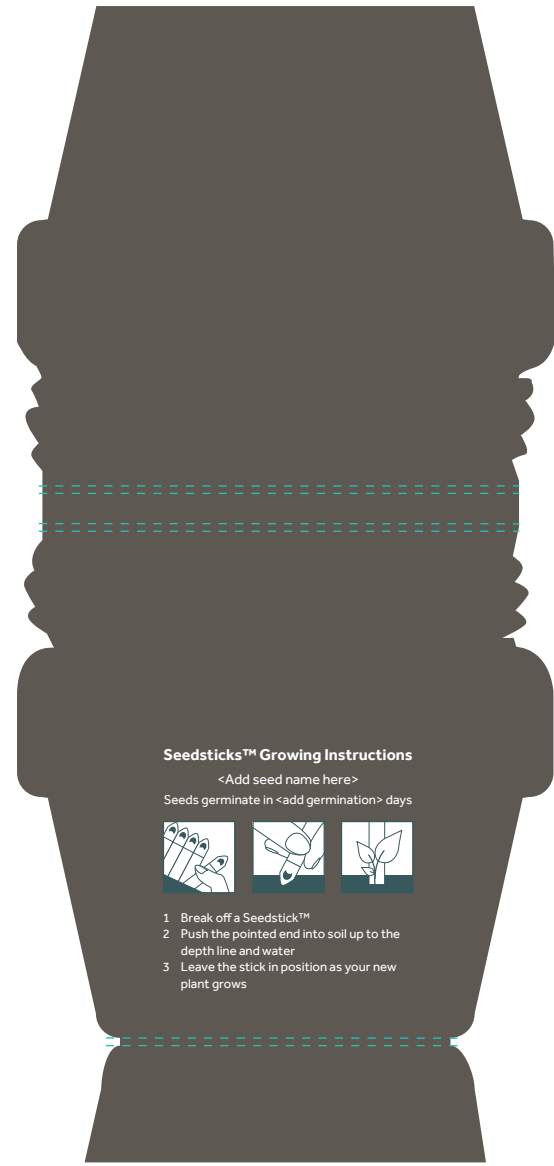 Seedsticks™ Growing Instructions
<Add seed name here>
Seeds germinate in <add germination> days
1 Break off a Seedstick™
2 Push the pointed end into soil up to the
depth line and water
3 Leave the stick in position as your new
plant grows